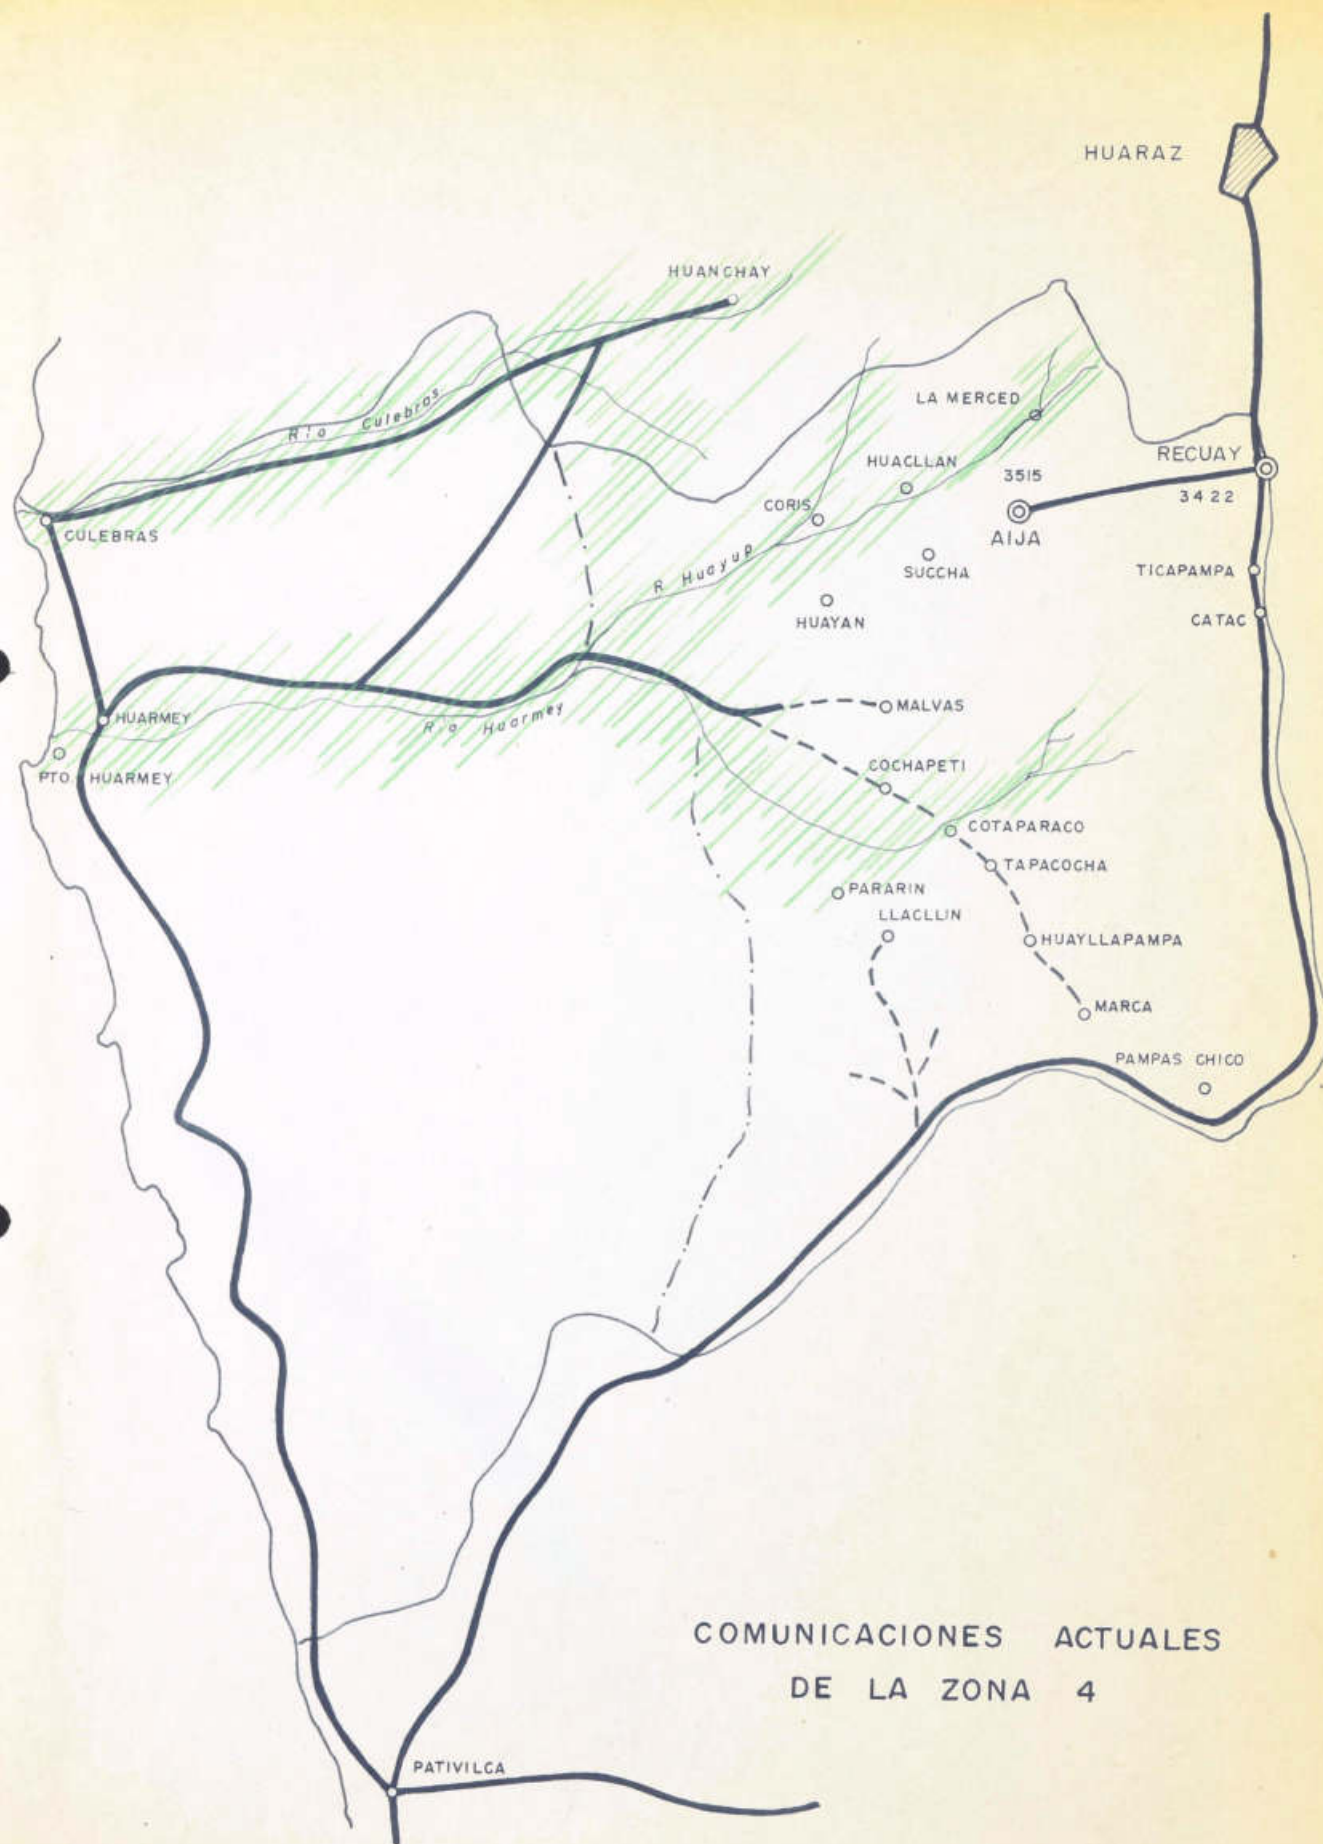 HUARAZ
HUANCHAY
Río Culebras
LA MERCED
RECUAY
HUACLLAN
3515
3422
CORIS
AIJA
CULEBRAS
R Huayup
SUCCHA
TICAPAMPA
HUAYAN
CATAC
MALVAS
HUARMEY
Río Huarmey
PTO. HUARMEY
COCHAPETI
COTAPARACO
TAPACOCHA
PARARIN
LLACLLIN
HUAYLLAPAMPA
MARCA
PAMPAS CHICO
COMUNICACIONES ACTUALES
DE LA ZONA 4
PATIVILCA